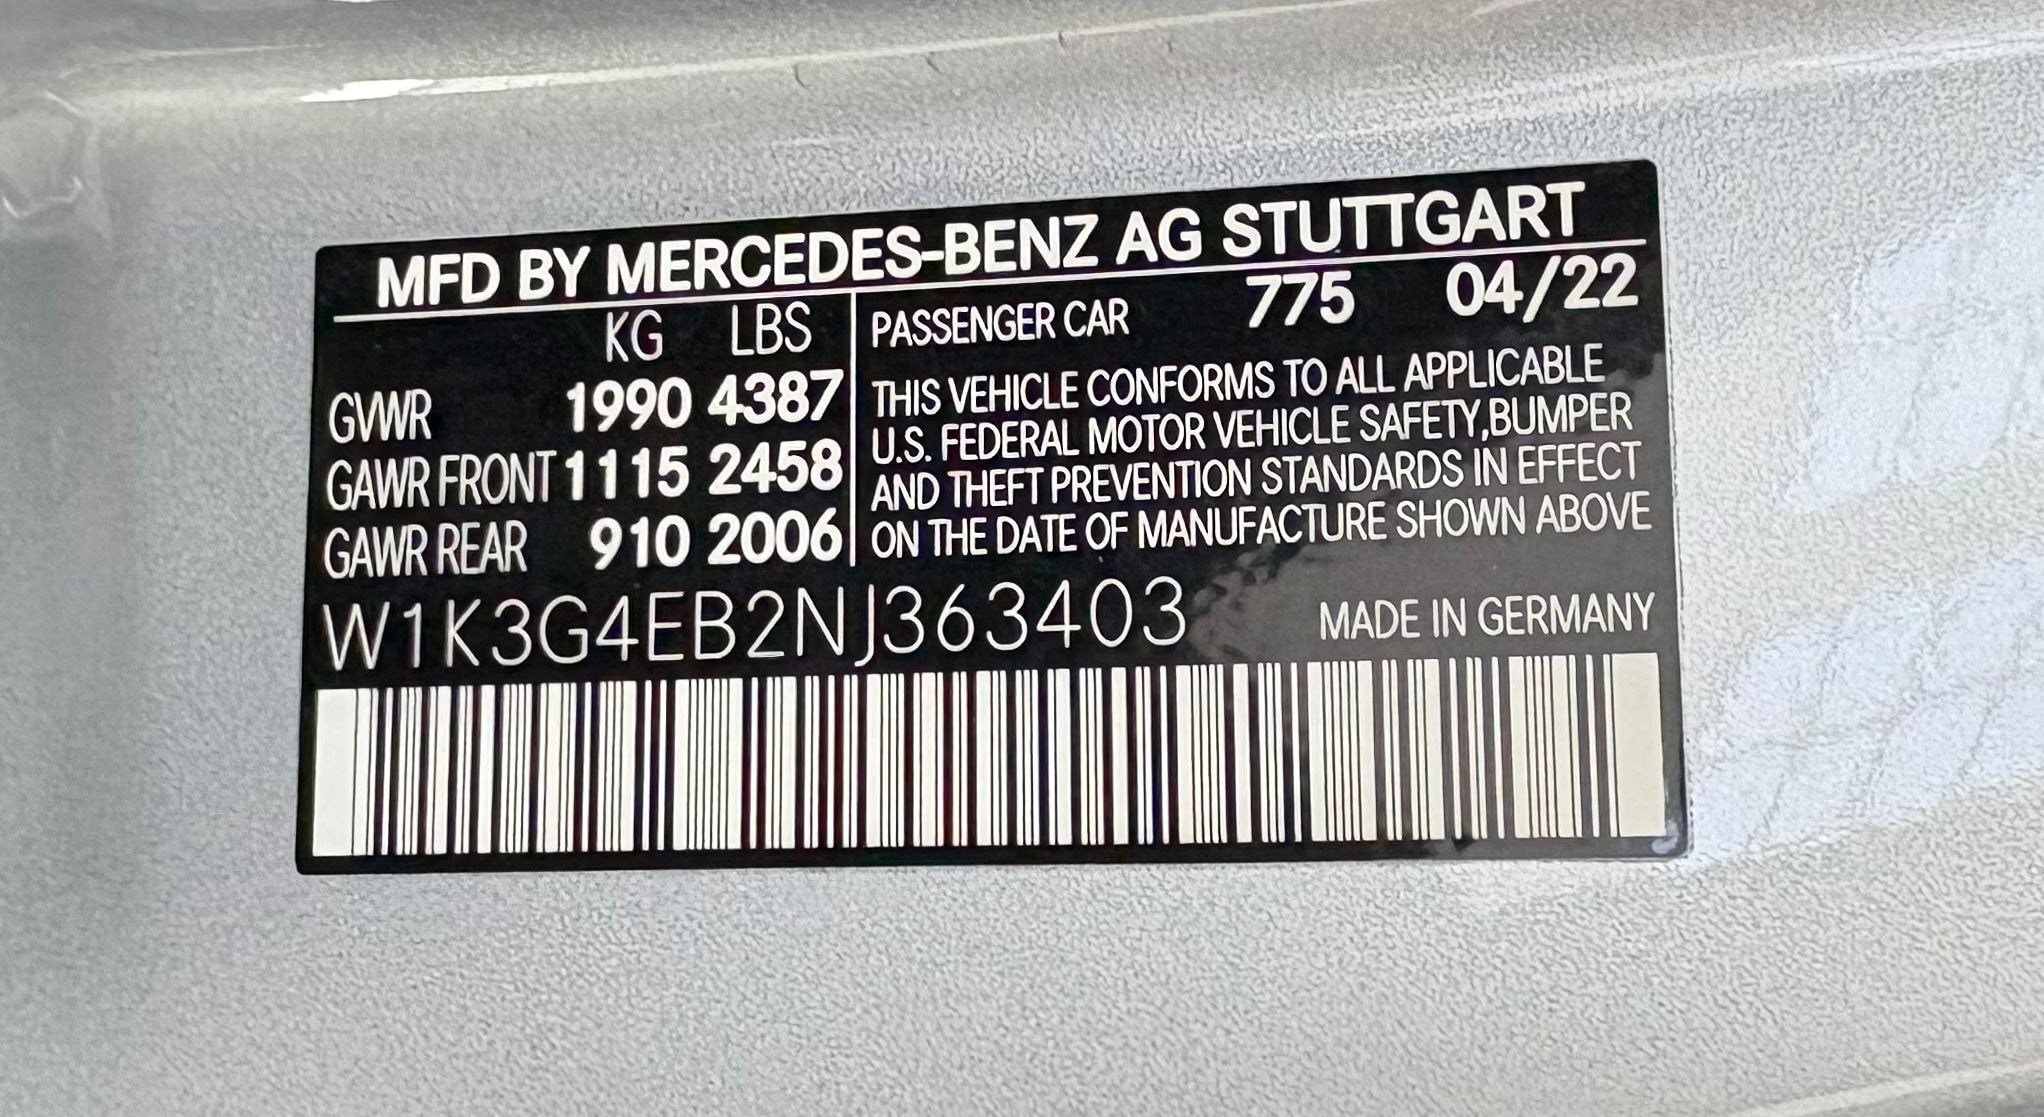 MFD BY MERCEDES-BENZ AG STUTTGART
KG LBS
GVWR 1990 4387
GAWR FRONT 1115 2458
GAWR REAR 910 2006
PASSENGER CAR 775 04/22
THIS VEHICLE CONFORMS TO ALL APPLICABLE
U.S. FEDERAL MOTOR VEHICLE SAFETY,BUMPER
AND THEFT PREVENTION STANDARDS IN EFFECT
ON THE DATE OF MANUFACTURE SHOWN ABOVE
W1K3G4EB2NJ363403
MADE IN GERMANY